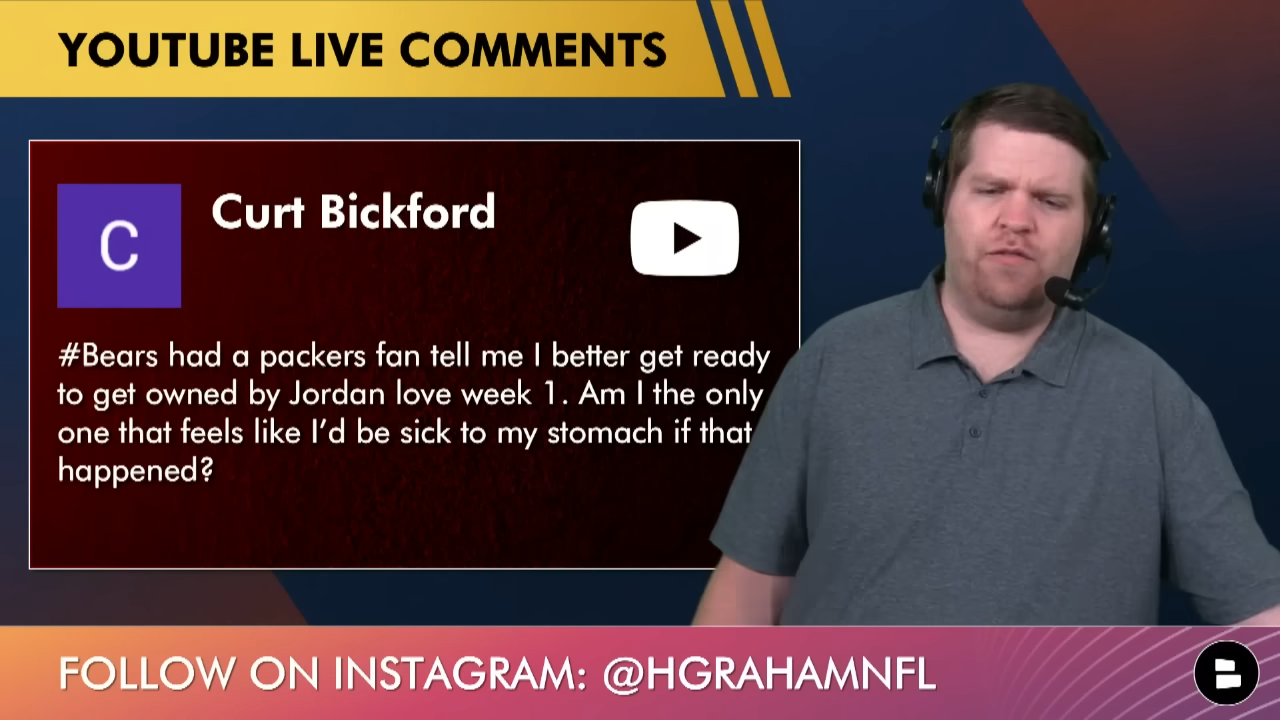 YOUTUBE LIVE COMMENTS
C
Curt Bickford
#Bears had a packers fan tell me I better get ready
to get owned by Jordan love week 1. Am I the only
one that feels like I'd be sick to my stomach if that
happened?
FOLLOW ON INSTAGRAM: @HGRAHAMNFL